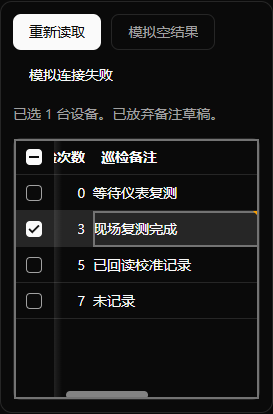 重新读取 模拟空结果
模拟连接失败
已选 1 台设备。已放弃备注草稿。
次数 巡检备注
0 等待仪表复测
3 现场复测完成
5 已回读校准记录
7 未记录